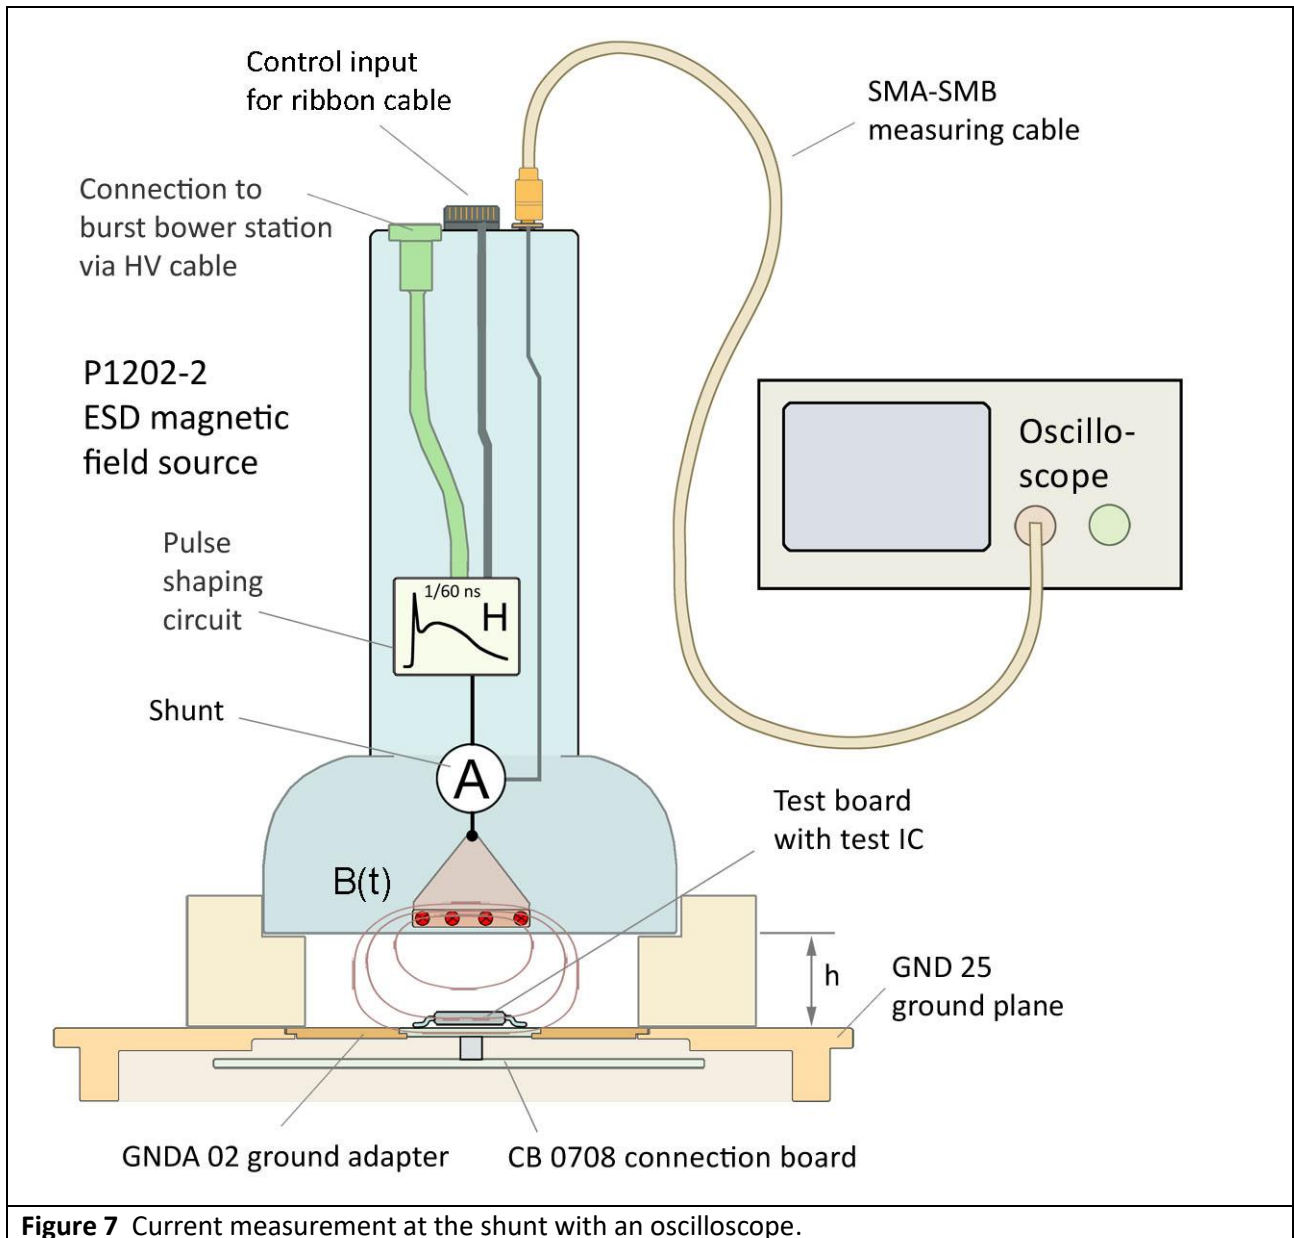 Control input
for ribbon cable
SMA-SMB
measuring cable
Connection to
burst bower station
via HV cable
P1202-2
ESD magnetic
field source
Oscillo-
scope
Pulse
shaping
circuit
1/60 ns
H
Shunt
A
Test board
with test IC
B(t)
h
GND 25
ground plane
GNDA 02 ground adapter
CB 0708 connection board
Figure 7 Current measurement at the shunt with an oscilloscope.